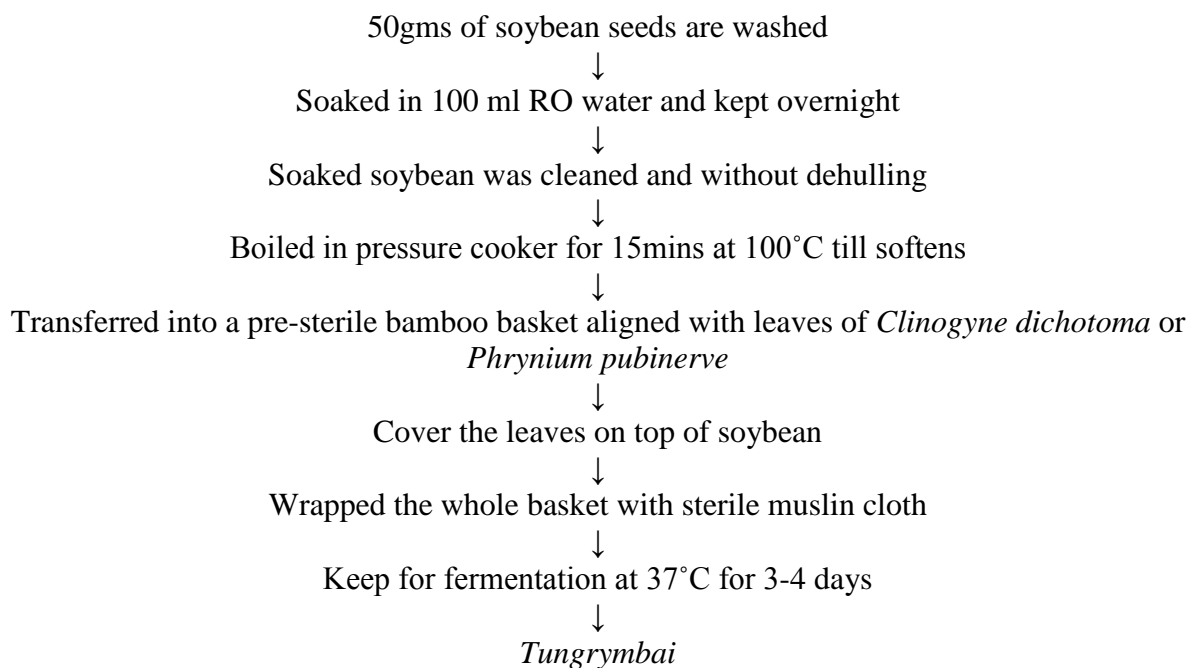 50gms of soybean seeds are washed
↓
Soaked in 100 ml RO water and kept overnight
↓
Soaked soybean was cleaned and without dehulling
↓
Boiled in pressure cooker for 15mins at 100˚C till softens
↓
Transferred into a pre-sterile bamboo basket aligned with leaves of Clinogyne dichotoma or
Phrynium pubinerve
↓
Cover the leaves on top of soybean
↓
Wrapped the whole basket with sterile muslin cloth
↓
Keep for fermentation at 37˚C for 3-4 days
↓
Tungrymbai